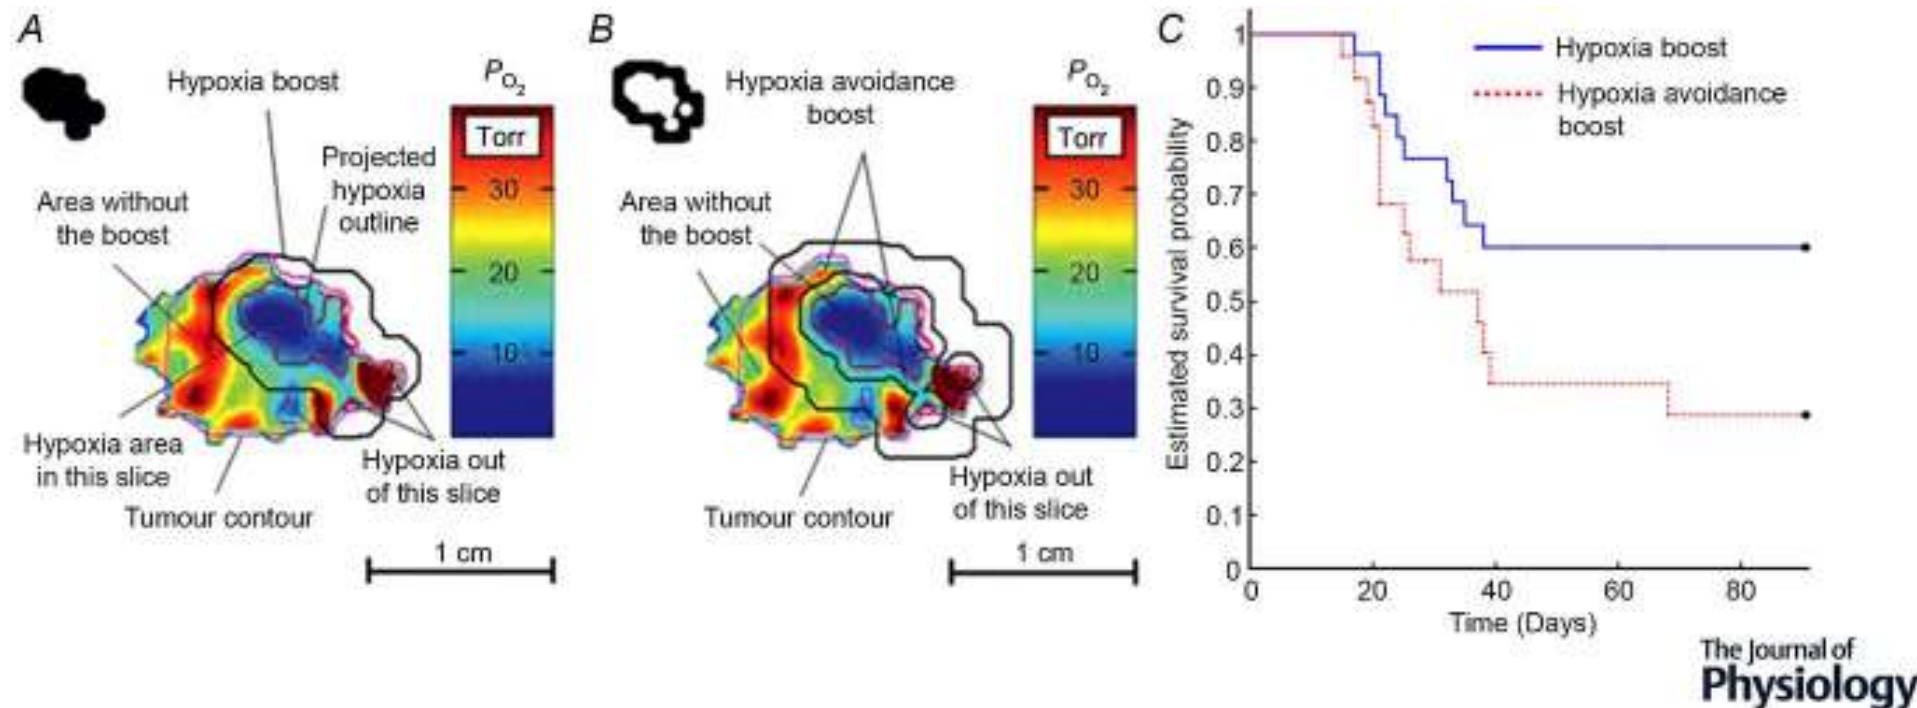 A
Hypoxia boost
P O2
Torr
30
20
10
Projected
hypoxia
outline
Area without
the boost
Hypoxia area
in this slice
Hypoxia out
of this slice
Tumour contour
1 cm
B
Hypoxia avoidance
boost
P O2
Torr
30
20
10
Area without
the boost
Hypoxia out
of this slice
Tumour contour
1 cm
C
Hypoxia boost
Hypoxia avoidance
boost
Estimated survival probability
1
0.9
0.8
0.7
0.6
0.5
0.4
0.3
0.2
0.1
0
0 20 40 60 80
Time (Days)
The Journal of
Physiology